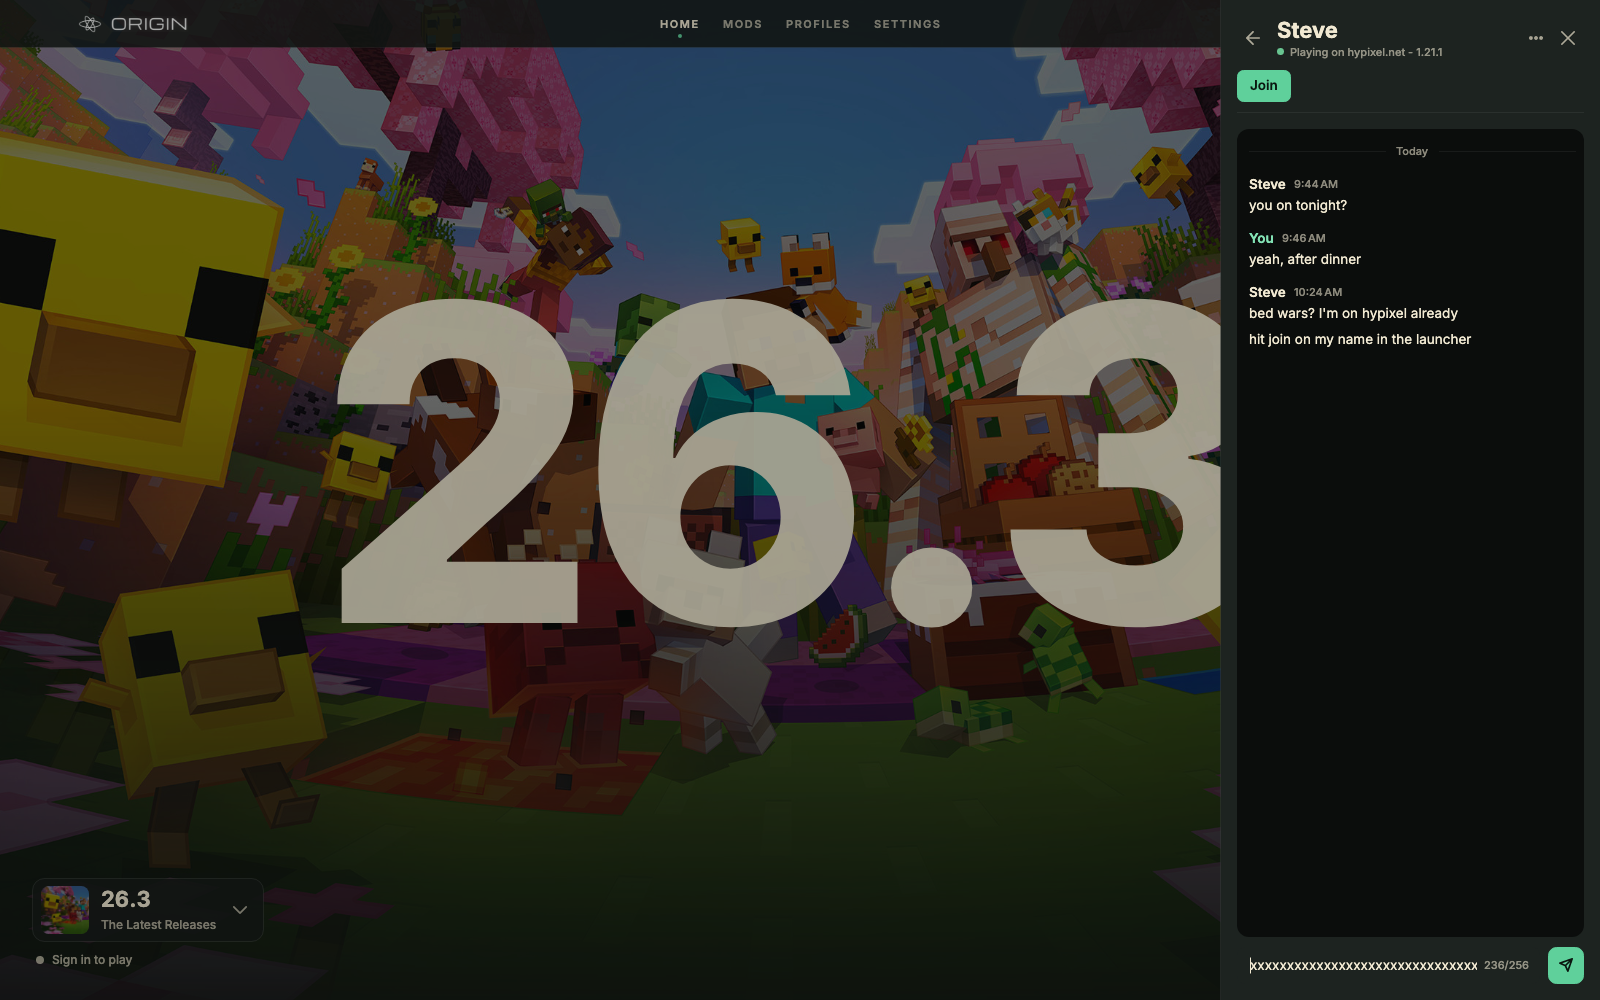 ORIGIN
HOME MODS PROFILES SETTINGS
26.3
26.3
The Latest Releases
Sign in to play
Steve
Playing on hypixel.net - 1.21.1
Join
Today
Steve 9:44 AM
you on tonight?
You 9:46 AM
yeah, after dinner
Steve 10:24 AM
bed wars? I'm on hypixel already
hit join on my name in the launcher
xxxxxxxxxxxxxxxxxxxxxxxxxxxxxxx 236/256